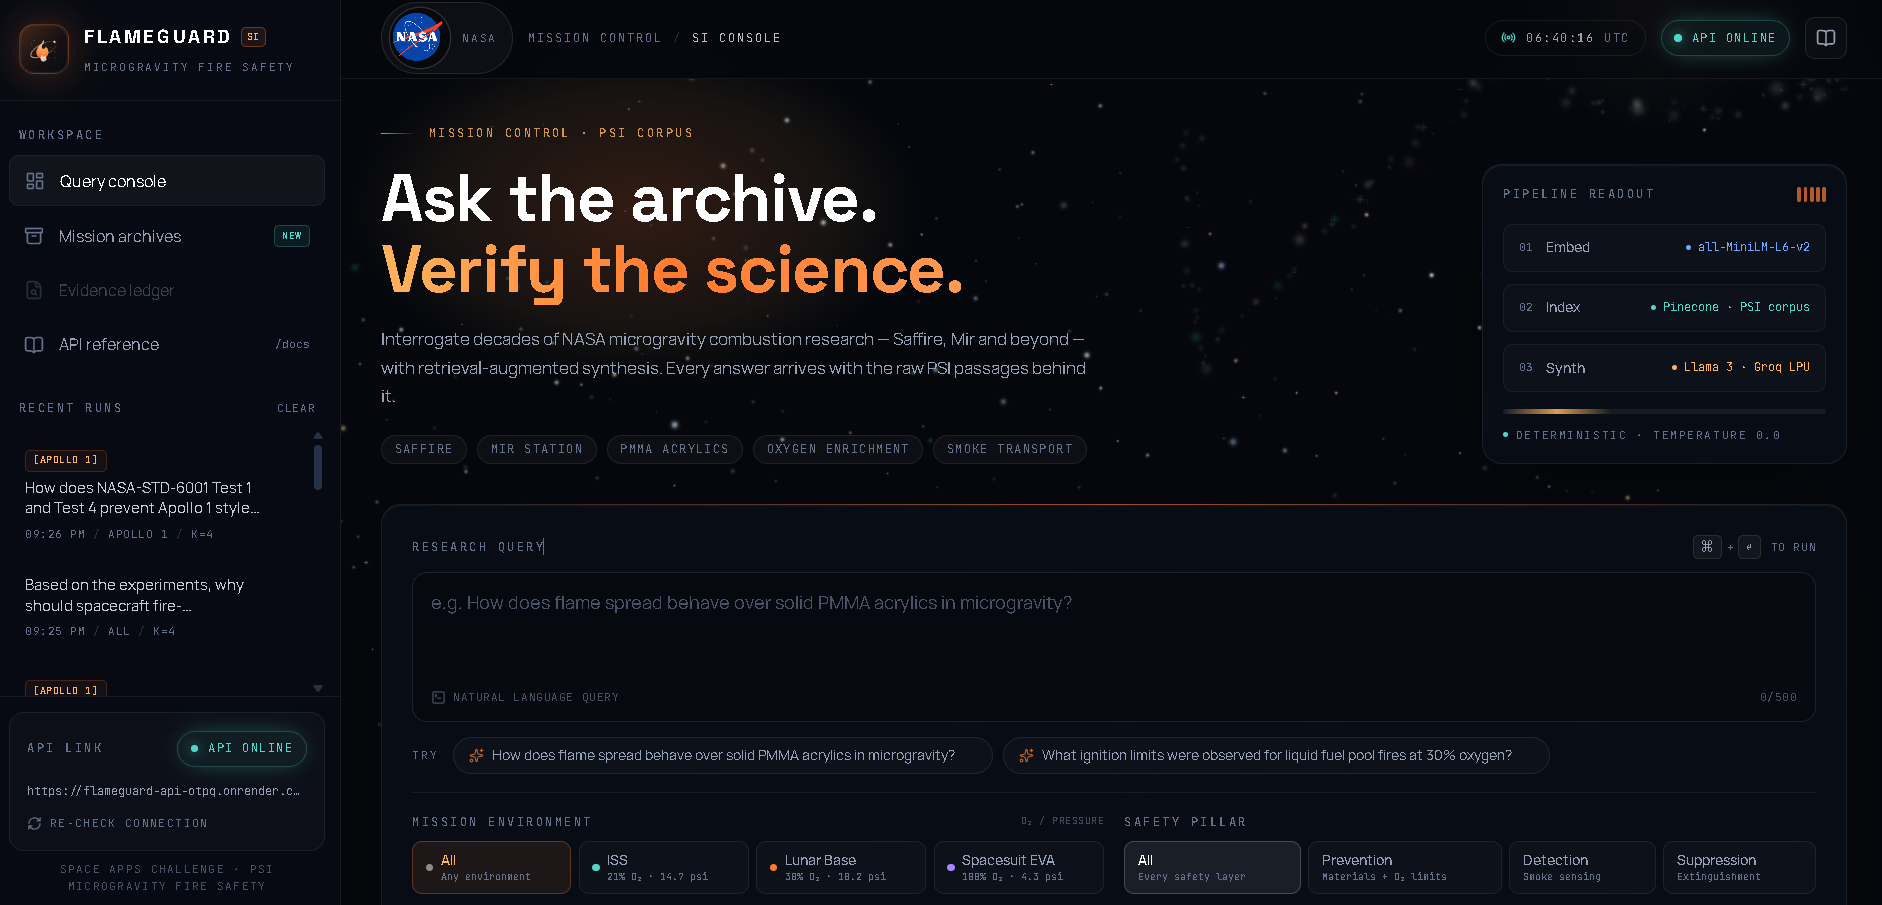 FLAMEGUARD SI
MICROGRAVITY FIRE SAFETY
WORKSPACE
Query console
Mission archives NEW
Evidence ledger
API reference /docs
RECENT RUNS CLEAR
[APOLLO 1]
How does NASA-STD-6001 Test 1
and Test 4 prevent Apollo 1 style…
09:26 PM / APOLLO 1 / K=4
Based on the experiments, why
should spacecraft fire-…
09:25 PM / ALL / K=4
[APOLLO 1]
API LINK API ONLINE
https://flameguard-api-otpq.onrender.c…
RE-CHECK CONNECTION
SPACE APPS CHALLENGE · PSI
MICROGRAVITY FIRE SAFETY
NASA NASA MISSION CONTROL / SI CONSOLE
06:40:16 UTC API ONLINE
MISSION CONTROL · PSI CORPUS
Ask the archive.
Verify the science.
Interrogate decades of NASA microgravity combustion research — Saffire, Mir and beyond —
with retrieval-augmented synthesis. Every answer arrives with the raw PSI passages behind
it.
SAFFIRE MIR STATION PMMA ACRYLICS OXYGEN ENRICHMENT SMOKE TRANSPORT
PIPELINE READOUT
01 Embed all-MiniLM-L6-v2
02 Index Pinecone · PSI corpus
03 Synth Llama 3 · Groq LPU
DETERMINISTIC · TEMPERATURE 0.0
RESEARCH QUERY ⌘ + ⏎ TO RUN
e.g. How does flame spread behave over solid PMMA acrylics in microgravity?
NATURAL LANGUAGE QUERY 0/500
TRY How does flame spread behave over solid PMMA acrylics in microgravity? What ignition limits were observed for liquid fuel pool fires at 30% oxygen?
MISSION ENVIRONMENT O₂ / PRESSURE SAFETY PILLAR
All ISS Lunar Base Spacesuit EVA All Prevention Detection Suppression
Any environment 21% O₂ · 14.7 psi 30% O₂ · 10.2 psi 100% O₂ · 4.3 psi Every safety layer Materials + O₂ limits Smoke sensing Extinguishment